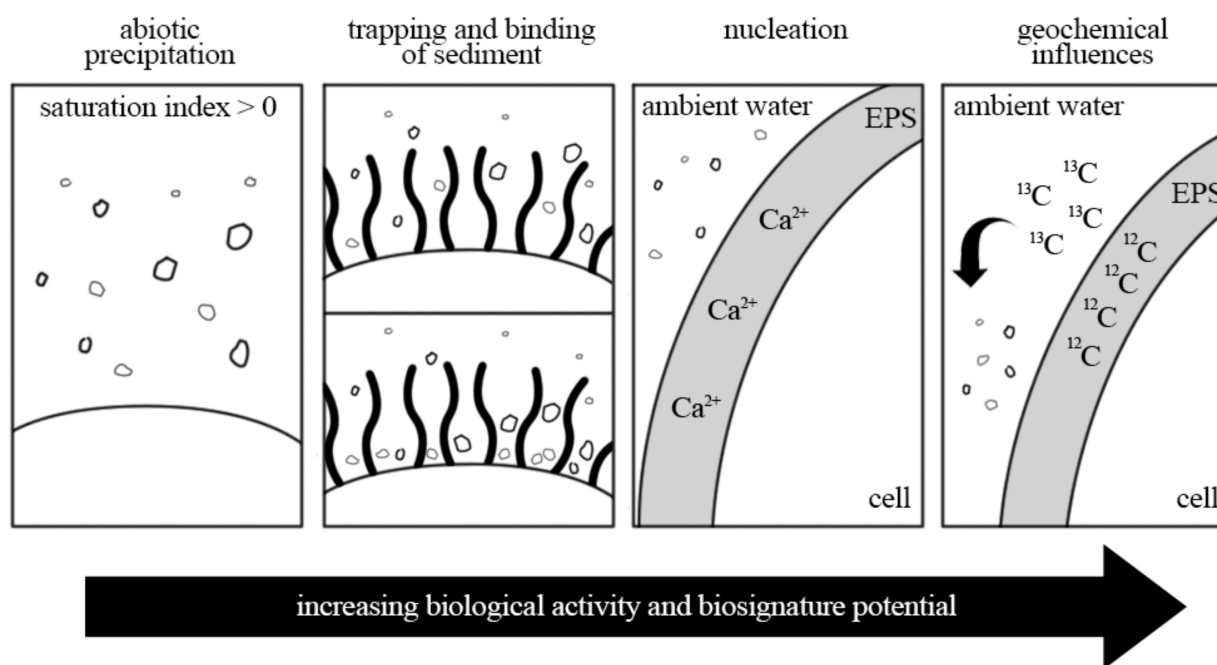 abiotic
precipitation
saturation index > 0
trapping and binding
of sediment
nucleation
ambient water
EPS
Ca²⁺
Ca²⁺
Ca²⁺
cell
geochemical
influences
ambient water
EPS
¹³C
¹³C
¹³C
¹³C
¹²C
¹²C
¹²C
¹²C
cell
increasing biological activity and biosignature potential